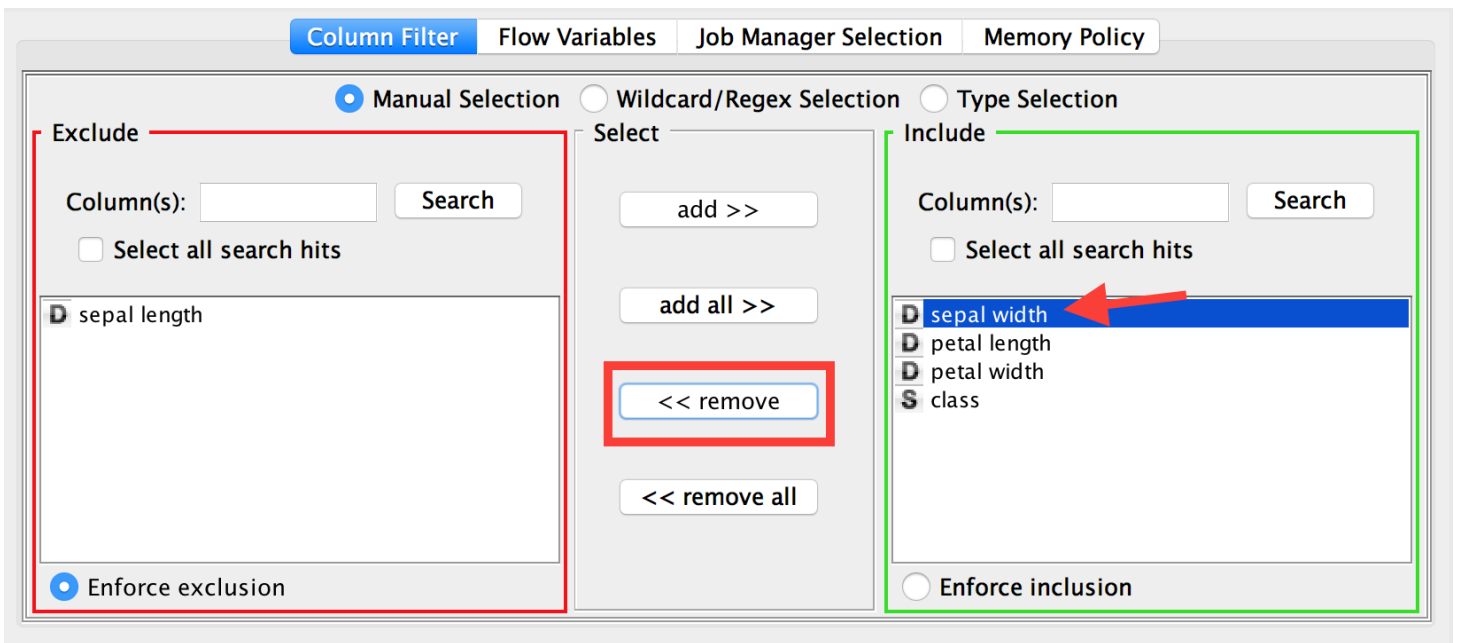 Column Filter Flow Variables Job Manager Selection Memory Policy
Manual Selection Wildcard/Regex Selection Type Selection
Exclude
Column(s): Search
Select all search hits
D sepal length
Enforce exclusion
Select
add >>
add all >>
<< remove
<< remove all
Include
Column(s): Search
Select all search hits
D sepal width
D petal length
D petal width
S class
Enforce inclusion